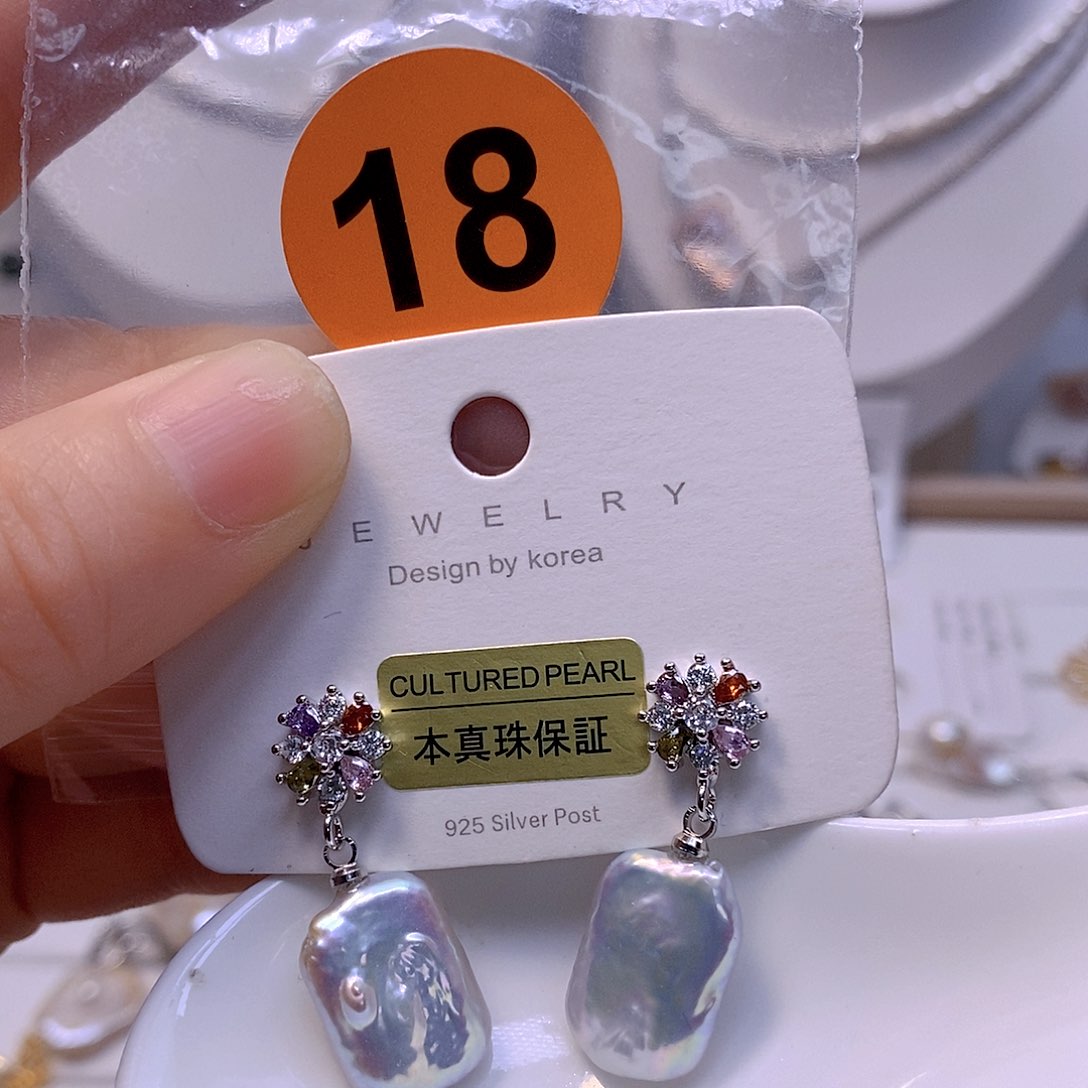 18
JEWELRY
Design by korea
CULTURED PEARL
本真珠保証
925 Silver Post